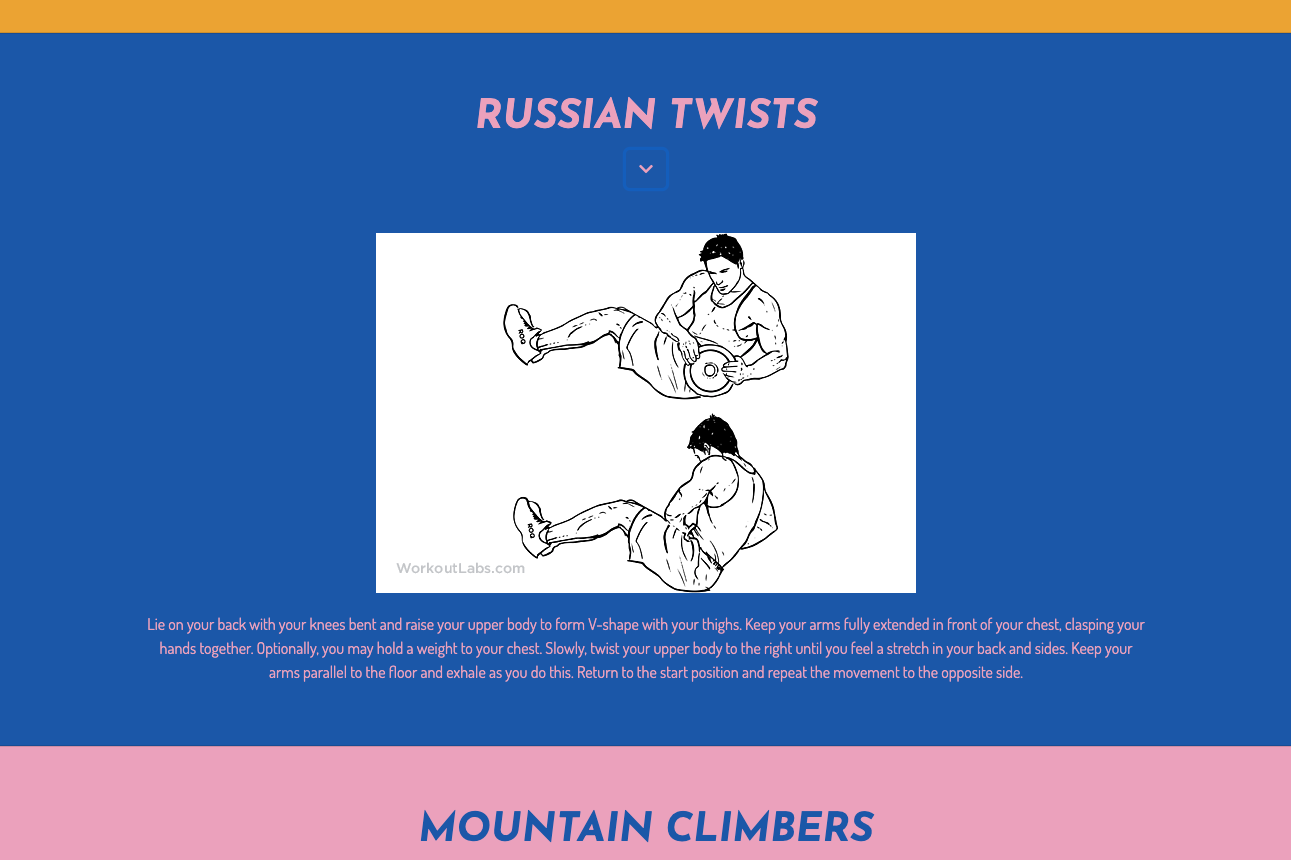 RUSSIAN TWISTS
ROG
ROG
WorkoutLabs.com
Lie on your back with your knees bent and raise your upper body to form V-shape with your thighs. Keep your arms fully extended in front of your chest, clasping your
hands together. Optionally, you may hold a weight to your chest. Slowly, twist your upper body to the right until you feel a stretch in your back and sides. Keep your
arms parallel to the floor and exhale as you do this. Return to the start position and repeat the movement to the opposite side.
MOUNTAIN CLIMBERS